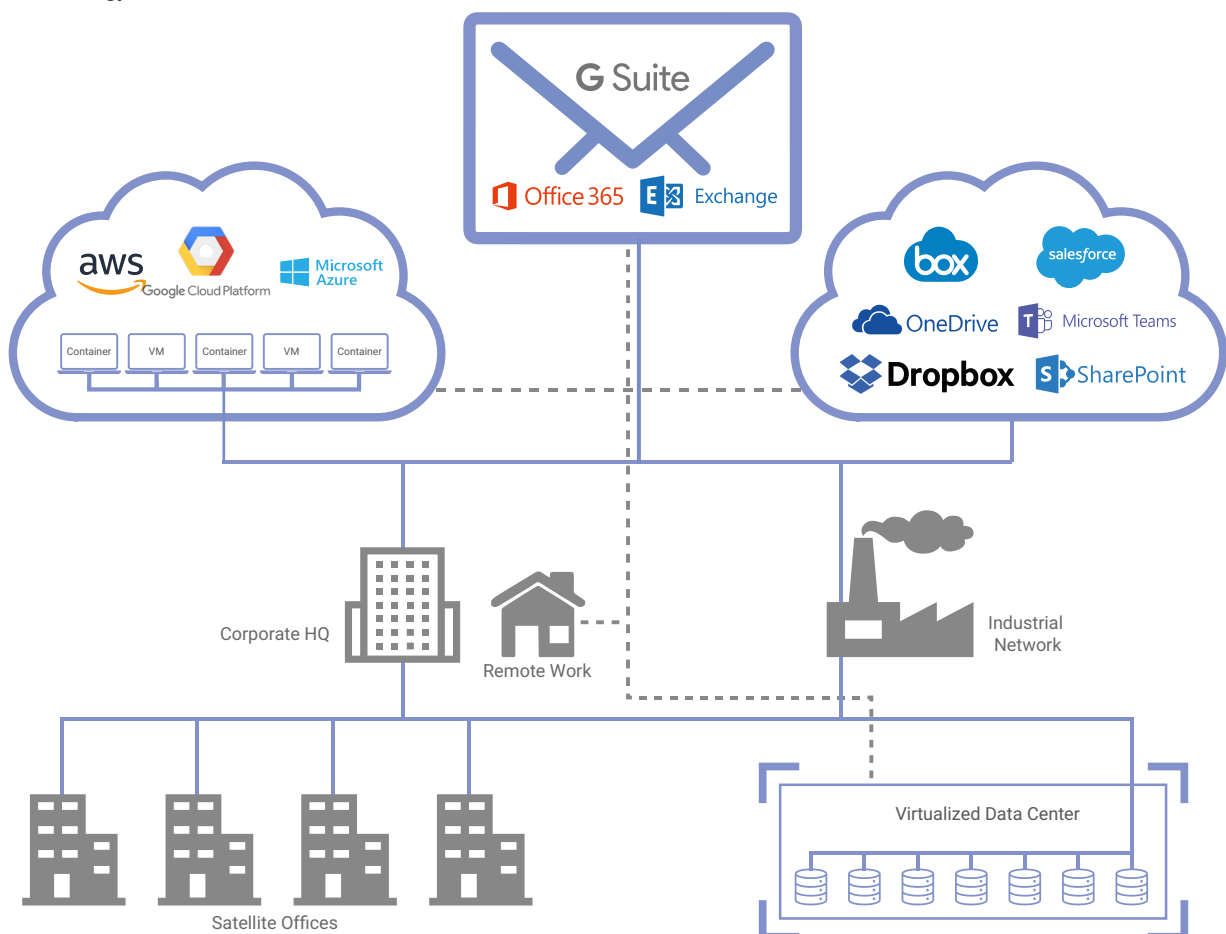 G Suite
Office 365
E Exchange
aws
Google Cloud Platform
Microsoft
Azure
box
salesforce
OneDrive
T Microsoft Teams
Dropbox
S SharePoint
Container
VM
Container
VM
Container
Corporate HQ
Remote Work
Industrial
Network
Virtualized Data Center
Satellite Offices